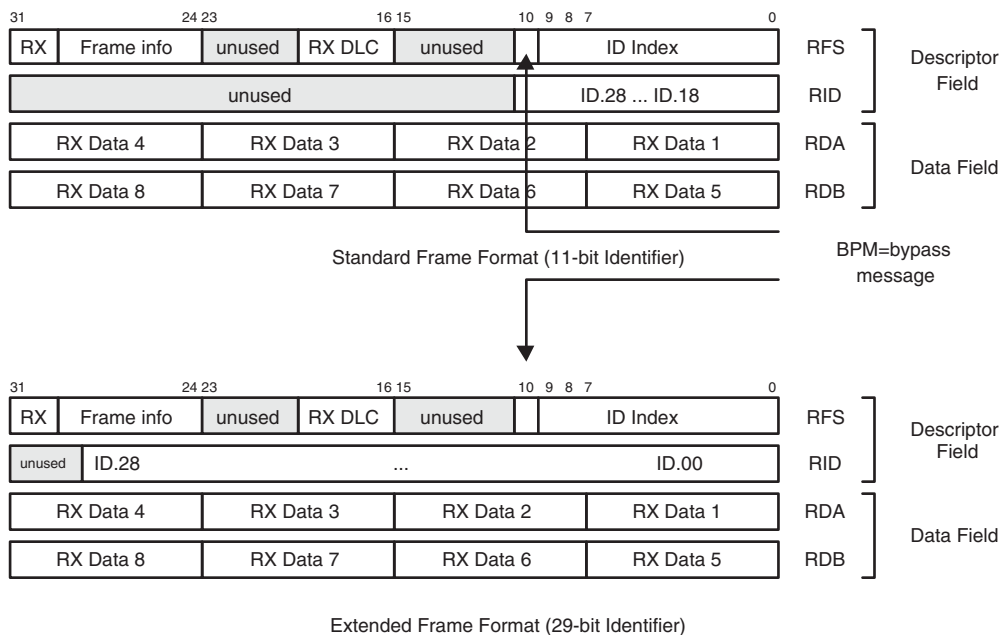 31 24 23 16 15 10 9 8 7 0
RX Frame info unused RX DLC unused ID Index RFS
Descriptor
Field
unused ID.28 ... ID.18 RID
RX Data 4 RX Data 3 RX Data 2 RX Data 1 RDA
Data Field
RX Data 8 RX Data 7 RX Data 6 RX Data 5 RDB
Standard Frame Format (11-bit Identifier)
BPM=bypass
message
31 24 23 16 15 10 9 8 7 0
RX Frame info unused RX DLC unused ID Index RFS
Descriptor
Field
unused ID.28 ... ID.00 RID
RX Data 4 RX Data 3 RX Data 2 RX Data 1 RDA
Data Field
RX Data 8 RX Data 7 RX Data 6 RX Data 5 RDB
Extended Frame Format (29-bit Identifier)